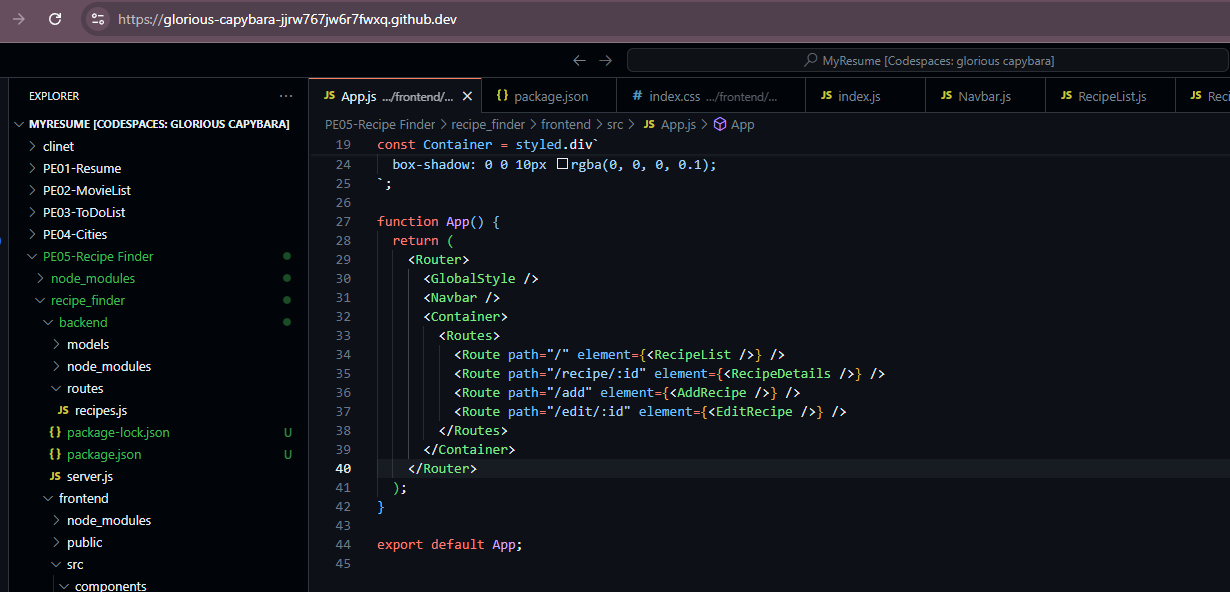 https://glorious-capybara-jjrw767jw6r7fwxq.github.dev
MyResume [Codespaces: glorious capybara]
EXPLORER
MYRESUME [CODESPACES: GLORIOUS CAPYBARA]
clinet
PE01-Resume
PE02-MovieList
PE03-ToDoList
PE04-Cities
PE05-Recipe Finder
node_modules
recipe_finder
backend
models
node_modules
routes
JS recipes.js
{} package-lock.json U
{} package.json U
JS server.js
frontend
node_modules
public
src
components
JS App.js .../frontend/... {} package.json # index.css .../frontend/... JS index.js JS Navbar.js JS RecipeList.js JS Reci
PE05-Recipe Finder > recipe_finder > frontend > src > JS App.js > App
19 const Container = styled.div`
24 box-shadow: 0 0 10px rgba(0, 0, 0, 0.1);
25 `;
26
27 function App() {
28 return (
29 <Router>
30 <GlobalStyle />
31 <Navbar />
32 <Container>
33 <Routes>
34 <Route path="/" element={<RecipeList />} />
35 <Route path="/recipe/:id" element={<RecipeDetails />} />
36 <Route path="/add" element={<AddRecipe />} />
37 <Route path="/edit/:id" element={<EditRecipe />} />
38 </Routes>
39 </Container>
40 </Router>
41 );
42 }
43
44 export default App;
45